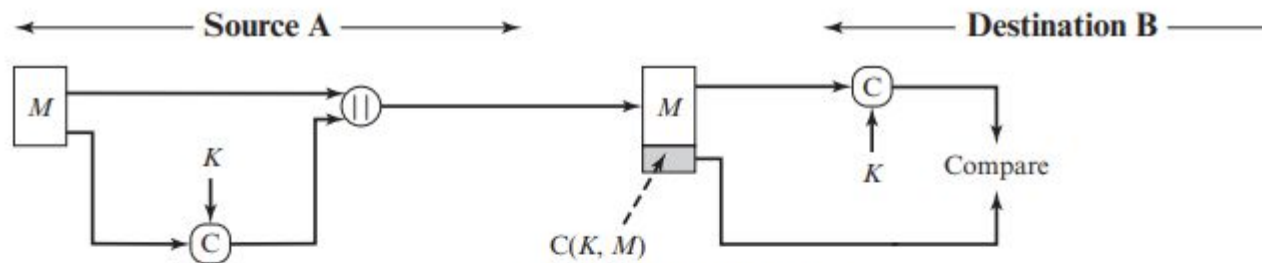 Source A
Destination B
M
K
C
||
M
C(K, M)
C
K
Compare